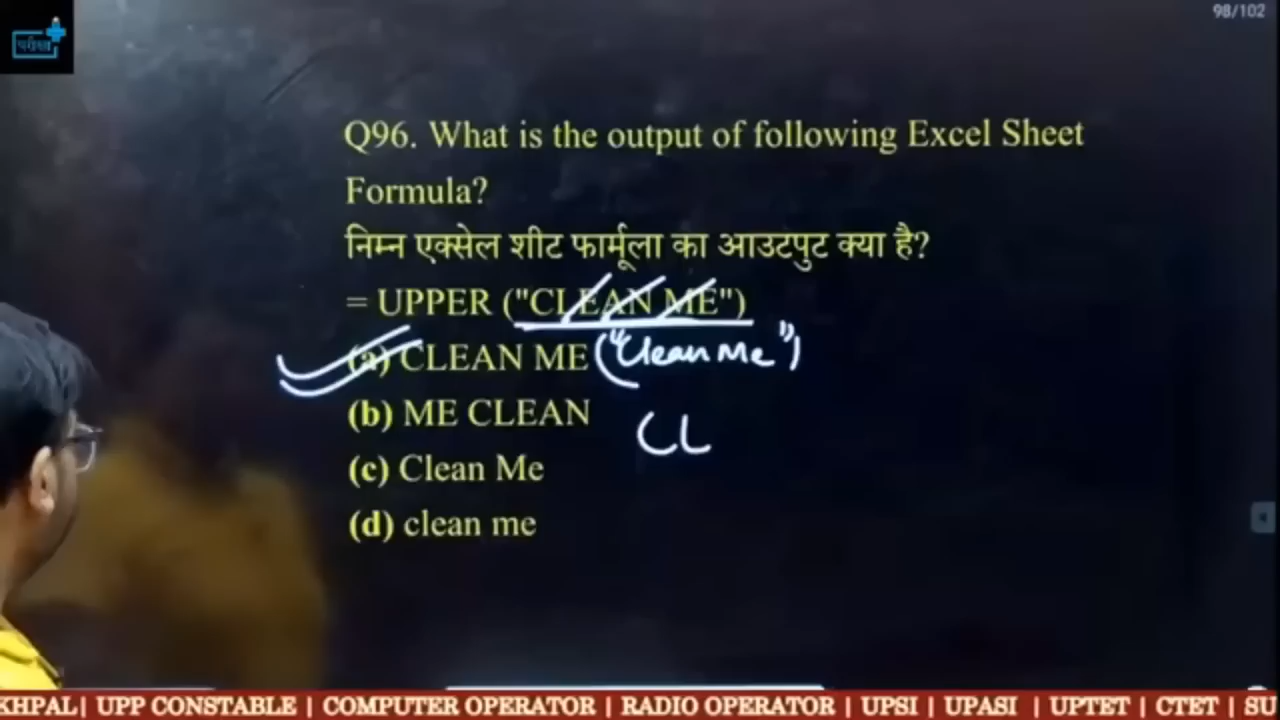 परीक्षा
98/102
Q96. What is the output of following Excel Sheet
Formula?
निम्न एक्सेल शीट फार्मूला का आउटपुट क्या है?
= UPPER ("CLEAN ME")
(a) CLEAN ME ("Clean Me")
(b) ME CLEAN
CL
(c) Clean Me
(d) clean me
KHPAL| UPP CONSTABLE | COMPUTER OPERATOR | RADIO OPERATOR | UPSI | UPASI | UPTET | CTET | SU